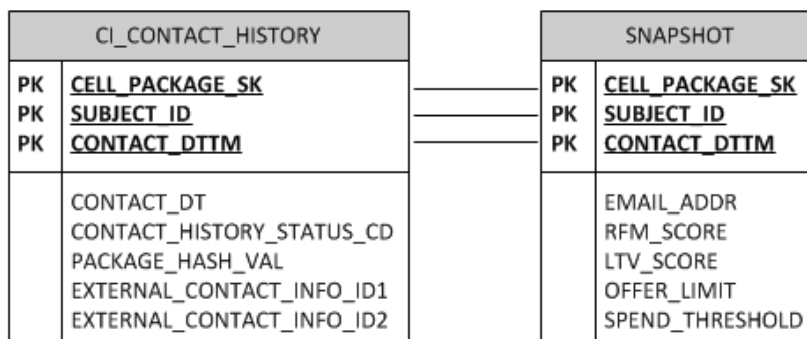 CI_CONTACT_HISTORY
PK CELL_PACKAGE_SK
PK SUBJECT_ID
PK CONTACT_DTTM
CONTACT_DT
CONTACT_HISTORY_STATUS_CD
PACKAGE_HASH_VAL
EXTERNAL_CONTACT_INFO_ID1
EXTERNAL_CONTACT_INFO_ID2
SNAPSHOT
PK CELL_PACKAGE_SK
PK SUBJECT_ID
PK CONTACT_DTTM
EMAIL_ADDR
RFM_SCORE
LTV_SCORE
OFFER_LIMIT
SPEND_THRESHOLD